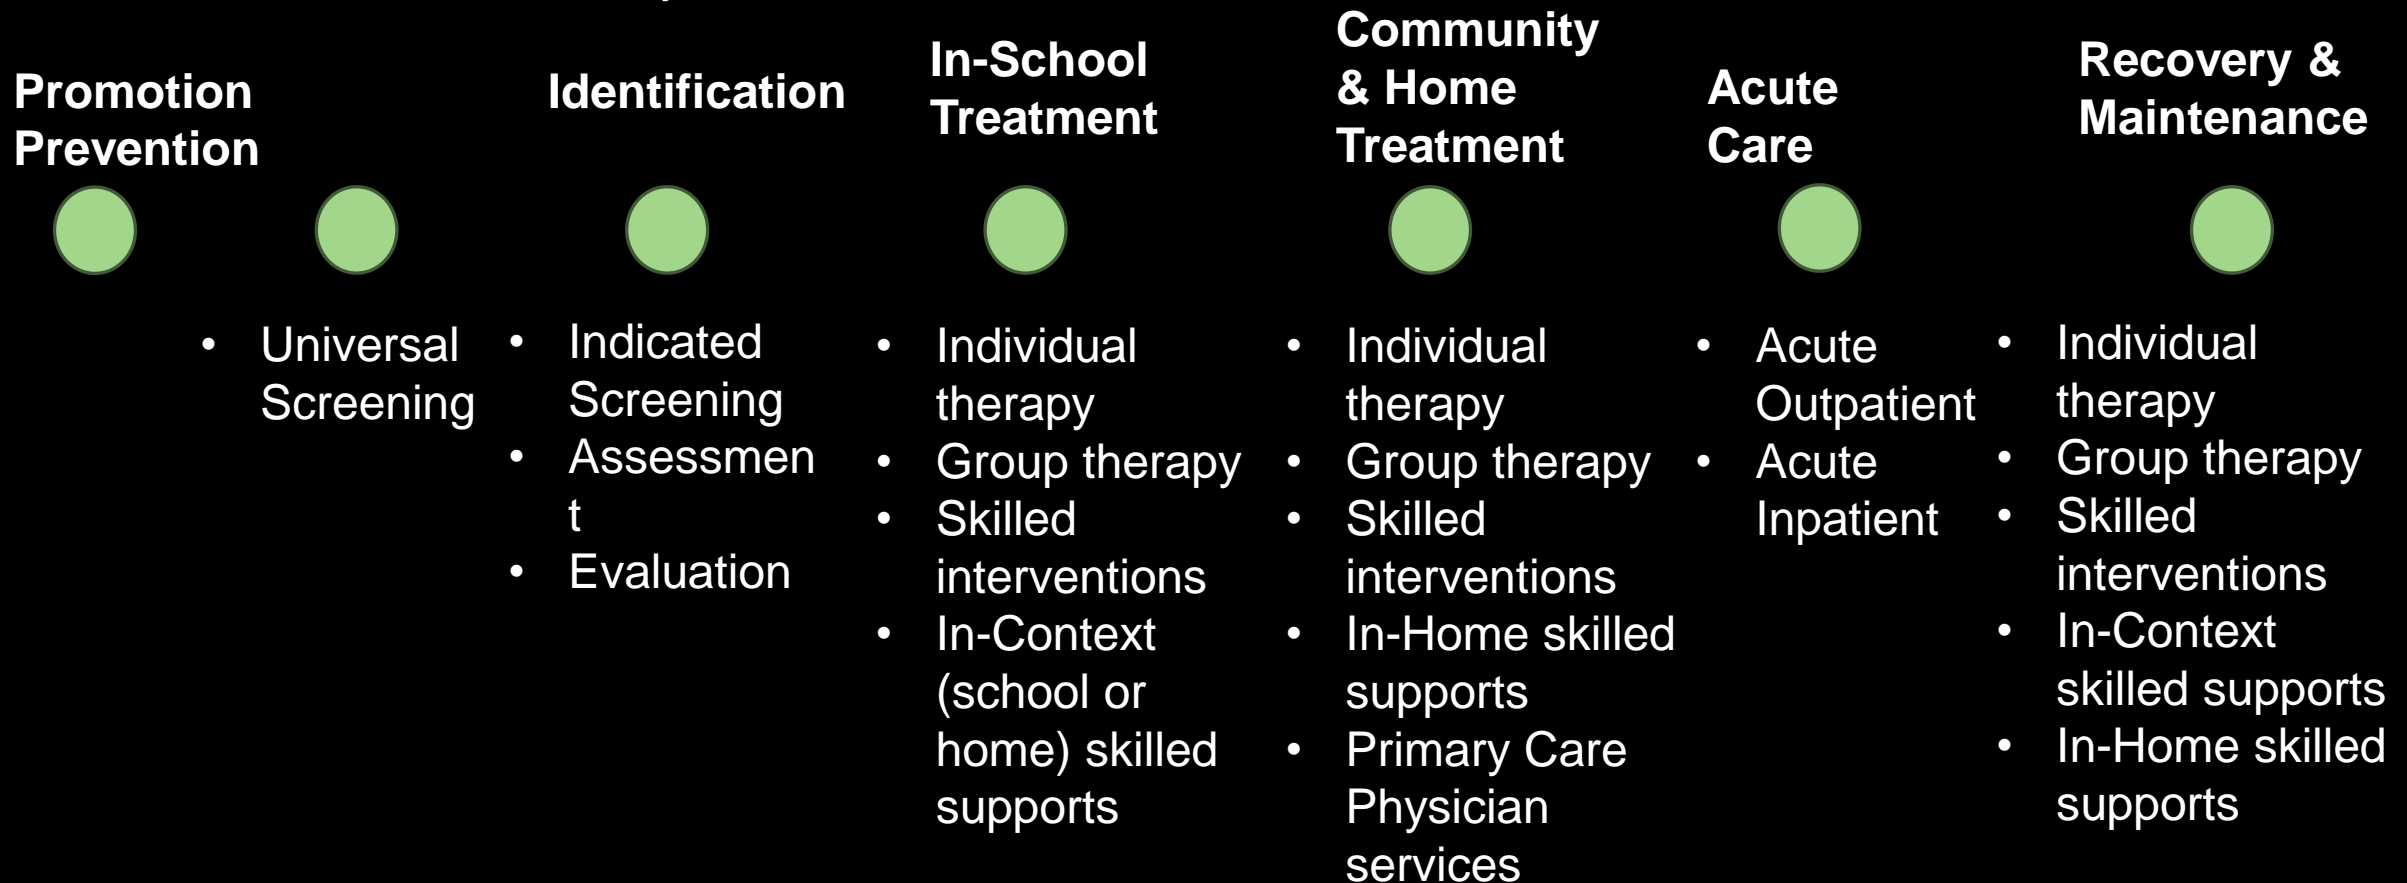 Promotion
Prevention
Identification
In-School
Treatment
Community
& Home
Treatment
Acute
Care
Recovery &
Maintenance
• Universal
Screening
• Indicated
Screening
• Assessmen
t
• Evaluation
• Individual
therapy
• Group therapy
• Skilled
interventions
• In-Context
(school or
home) skilled
supports
• Individual
therapy
• Group therapy
• Skilled
interventions
• In-Home skilled
supports
• Primary Care
Physician
services
• Acute
Outpatient
• Acute
Inpatient
• Individual
therapy
• Group therapy
• Skilled
interventions
• In-Context
skilled supports
• In-Home skilled
supports